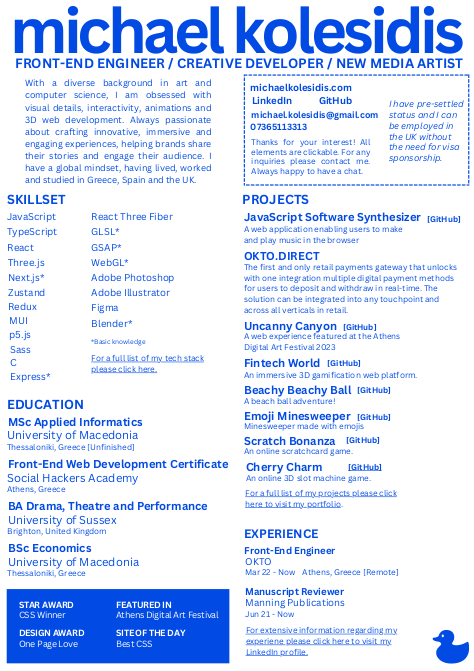 michael kolesidis
FRONT-END ENGINEER / CREATIVE DEVELOPER / NEW MEDIA ARTIST
With a diverse background in art and
computer science, I am obsessed with
visual details, interactivity, animations and
3D web development. Always passionate
about crafting innovative, immersive and
engaging experiences, helping brands share
their stories and engage their audience. I
have a global mindset, having lived, worked
and studied in Greece, Spain and the UK.
michaelkolesidis.com
LinkedIn GitHub
michael.kolesidis@gmail.com
07365113313
Thanks for your interest! All
elements are clickable. For any
inquiries please contact me.
Always happy to have a chat.
I have pre-settled
status and I can
be employed in
the UK without
the need for visa
sponsorship.
SKILLSET
JavaScript
TypeScript
React
Three.js
Next.js*
Zustand
Redux
MUI
p5.js
Sass
C
Express*
React Three Fiber
GLSL*
GSAP*
WebGL*
Adobe Photoshop
Adobe Illustrator
Figma
Blender*
*Basic knowledge
For a full list of my tech stack
please click here.
EDUCATION
MSc Applied Informatics
University of Macedonia
Thessaloniki, Greece [Unfinished]
Front-End Web Development Certificate
Social Hackers Academy
Athens, Greece
BA Drama, Theatre and Performance
University of Sussex
Brighton, United Kingdom
BSc Economics
University of Macedonia
Thessaloniki, Greece
STAR AWARD
CSS Winner
FEATURED IN
Athens Digital Art Festival
DESIGN AWARD
One Page Love
SITE OF THE DAY
Best CSS
PROJECTS
JavaScript Software Synthesizer [GitHub]
A web application enabling users to make
and play music in the browser
OKTO.DIRECT
The first and only retail payments gateway that unlocks
with one integration multiple digital payment methods
for users to deposit and withdraw in real-time. The
solution can be integrated into any touchpoint and
across all verticals in retail.
Uncanny Canyon [GitHub]
A web experience featured at the Athens
Digital Art Festival 2023
Fintech World [GitHub]
An immersive 3D gamification web platform.
Beachy Beachy Ball [GitHub]
A beach ball adventure!
Emoji Minesweeper [GitHub]
Minesweeper made with emojis
Scratch Bonanza [GitHub]
An online scratchcard game.
Cherry Charm [GitHub]
An online 3D slot machine game.
For a full list of my projects please click
here to visit my portfolio.
EXPERIENCE
Front-End Engineer
OKTO
Mar 22 - Now Athens, Greece [Remote]
Manuscript Reviewer
Manning Publications
Jun 21 - Now
For extensive information regarding my
experiene please click here to visit my
LinkedIn profile.